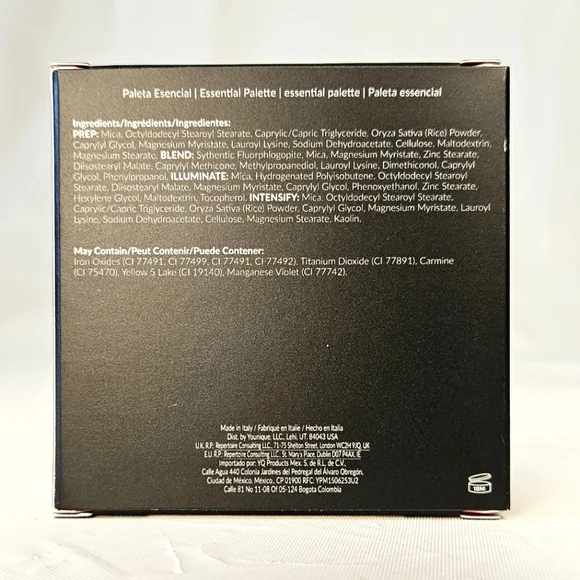 Paleta Esencial | Essential Palette | essential palette | Paleta essencial
Ingredients/Ingrédients/Ingredientes:
PREP: Mica, Octyldodecyl Stearoyl Stearate, Caprylic/Capric Triglyceride, Oryza Sativa (Rice) Powder,
Caprylyl Glycol, Magnesium Myristate, Lauroyl Lysine, Sodium Dehydroacetate, Cellulose, Maltodextrin,
Magnesium Stearate. BLEND: Sythentic Fluorphlogopite, Mica, Magnesium Myristate, Zinc Stearate,
Diisostearyl Malate, Caprylyl Methicone, Methylpropanediol, Lauroyl Lysine, Dimethiconol, Caprylyl
Glycol, Phenylpropanol. ILLUMINATE: Mica, Hydrogenated Polyisobutene, Octyldodecyl Stearoyl
Stearate, Diisostearyl Malate, Magnesium Myristate, Caprylyl Glycol, Phenoxyethanol, Zinc Stearate,
Hexylene Glycol, Maltodextrin, Tocopherol. INTENSIFY: Mica, Octyldodecyl Stearoyl Stearate,
Caprylic/Capric Triglyceride, Oryza Sativa (Rice) Powder, Caprylyl Glycol, Magnesium Myristate, Lauroyl
Lysine, Sodium Dehydroacetate, Cellulose, Magnesium Stearate, Kaolin.
May Contain/Peut Contenir/Puede Contener:
Iron Oxides (CI 77491, CI 77499, CI 77491, CI 77492). Titanium Dioxide (CI 77891), Carmine
(CI 75470), Yellow 5 Lake (CI 19140), Manganese Violet (CI 77742).
Made in Italy / Fabriqué en Italie / Hecho en Italia
Dist. by Younique, LLC., Lehi, UT. 84043 USA
U.K. R.P.: Repertoire Consulting LLC., 71-75 Shelton Street, London WC2H 9JQ, UK
E.U. R.P.: Repertoire Consulting LLC., St. Mary's Place, Dublin D07 P4AX, IE
Importado por: YQ Products Mex. S. de R.L. de C.V.,
Calle Agua 440 Colonia Jardines del Pedregal del Álvaro Obregón,
Ciudad de México, México., CP 01900 RFC YPM1506253U2
Calle 81 No 11-08 Of 05-124 Bogota Colombia